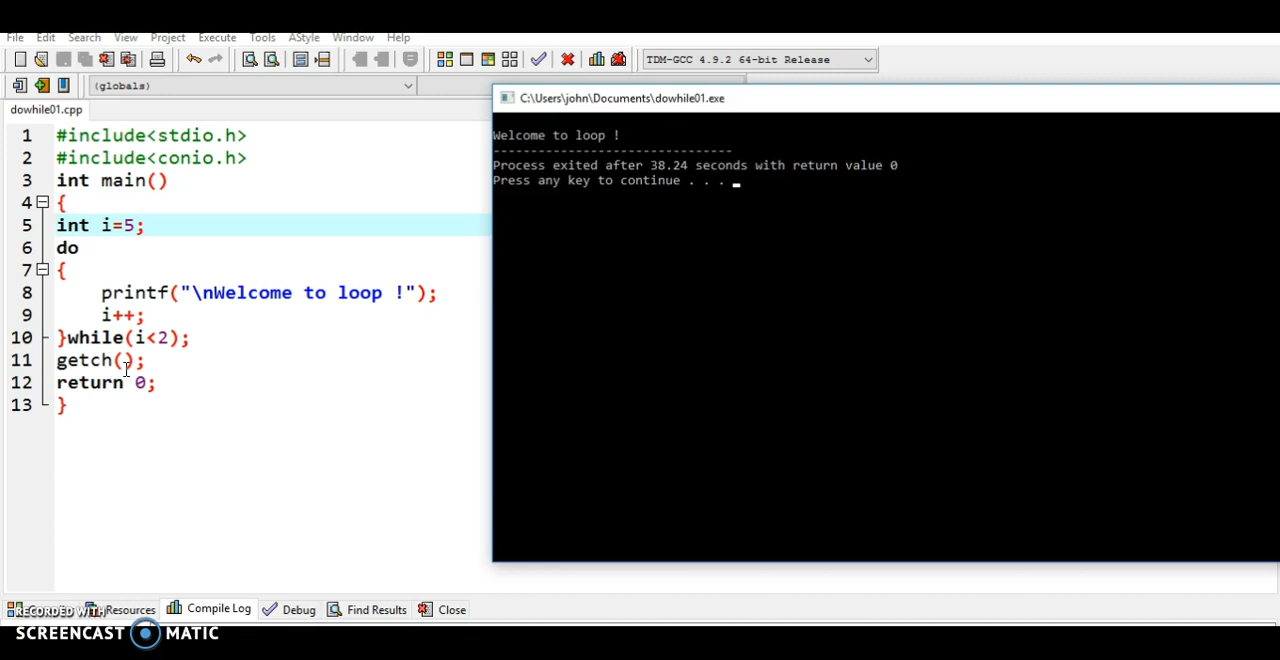 File Edit Search View Project Execute Tools AStyle Window Help
TDM-GCC 4.9.2 64-bit Release
(globals)
dowhile01.cpp
C:\Users\john\Documents\dowhile01.exe
1 #include<stdio.h>
2 #include<conio.h>
3 int main()
4 {
5 int i=5;
6 do
7 {
8 printf("\nWelcome to loop !");
9 i++;
10 }while(i<2);
11 getch();
12 return 0;
13 }
Welcome to loop !
--------------------------------
Process exited after 38.24 seconds with return value 0
Press any key to continue . . .
Resources Compile Log Debug Find Results Close
RECORDED WITH
SCREENCAST MATIC